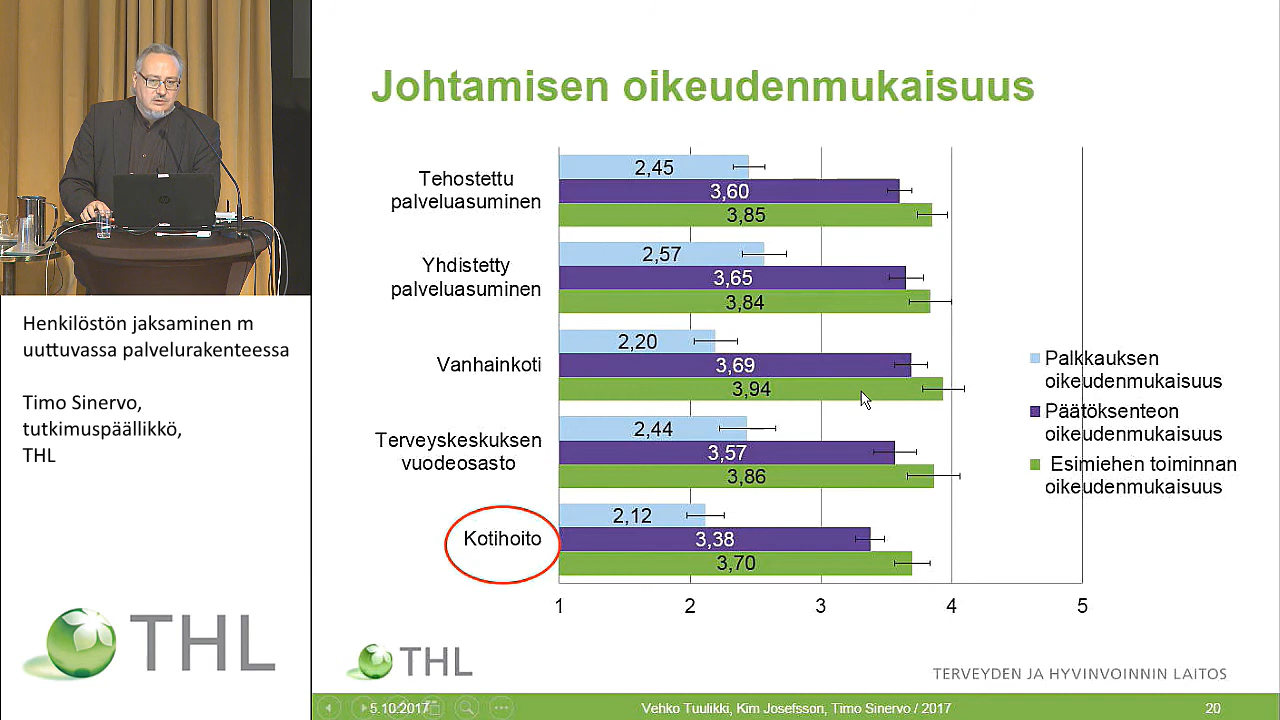 Henkilöstön jaksaminen m
uuttuvassa palvelurakenteessa
Timo Sinervo,
tutkimuspäällikkö,
THL
THL
Johtamisen oikeudenmukaisuus
Tehostettu
palveluasuminen
2,45
3,60
3,85
Yhdistetty
palveluasuminen
2,57
3,65
3,84
Vanhainkoti
2,20
3,69
3,94
Terveyskeskuksen
vuodeosasto
2,44
3,57
3,86
Kotihoito
2,12
3,38
3,70
1 2 3 4 5
Palkkauksen
oikeudenmukaisuus
Päätöksenteon
oikeudenmukaisuus
Esimiehen toiminnan
oikeudenmukaisuus
THL
TERVEYDEN JA HYVINVOINNIN LAITOS
5.10.2017
Vehko Tuulikki, Kim Josefsson, Timo Sinervo / 2017
20